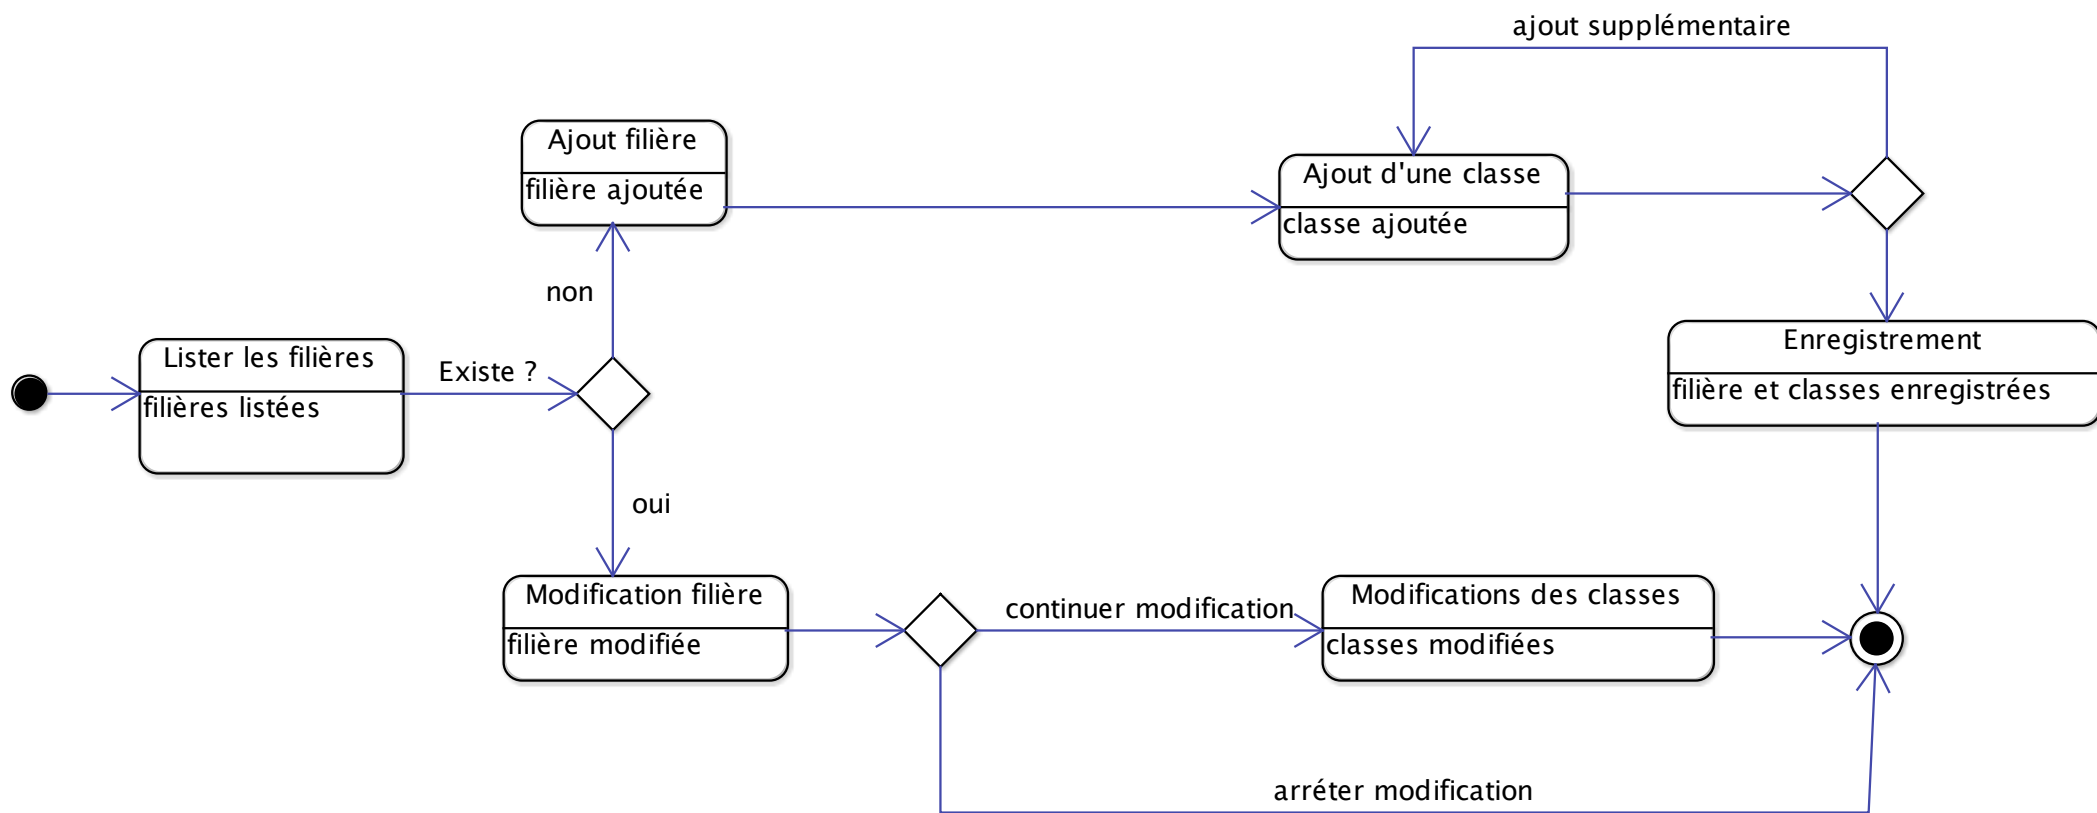 ajout supplémentaire
Ajout filière
filière ajoutée
Ajout d'une classe
classe ajoutée
non
Lister les filières
filières listées
Existe ?
Enregistrement
filière et classes enregistrées
oui
Modification filière
filière modifiée
continuer modification
Modifications des classes
classes modifiées
arréter modification